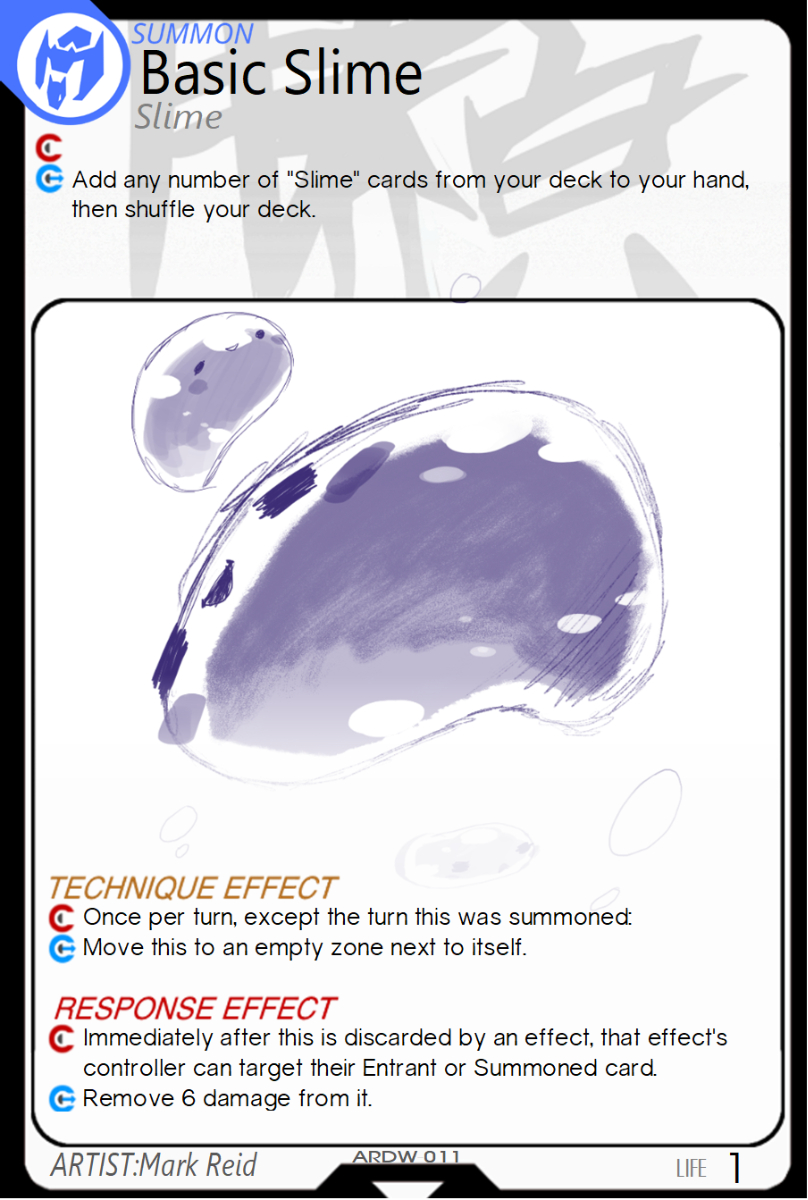 SUMMON
Basic Slime
Slime
Add any number of "Slime" cards from your deck to your hand,
then shuffle your deck.
TECHNIQUE EFFECT
Once per turn, except the turn this was summoned:
Move this to an empty zone next to itself.
RESPONSE EFFECT
Immediately after this is discarded by an effect, that effect's
controller can target their Entrant or Summoned card.
Remove 6 damage from it.
ARTIST:Mark Reid
ARDW 011
LIFE 1